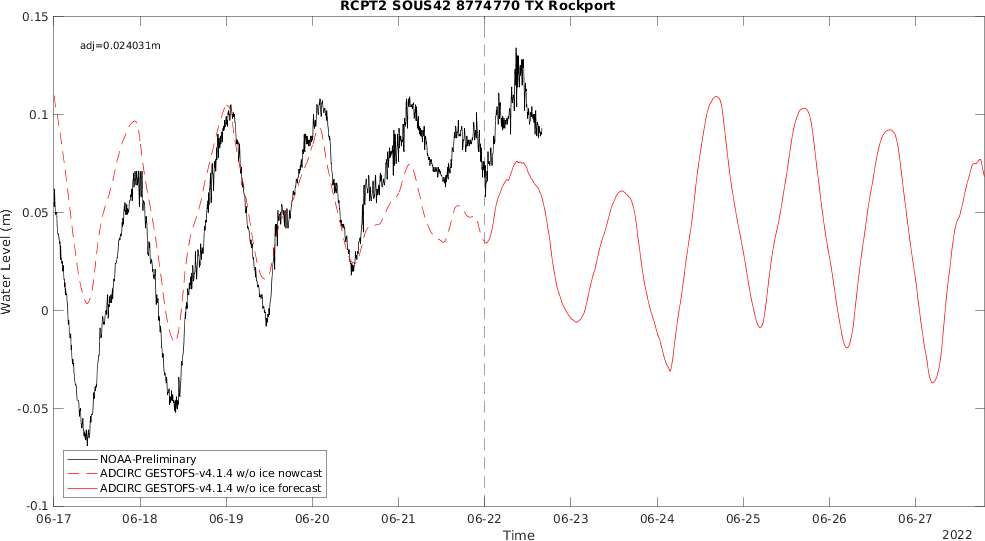 RCPT2 SOUS42 8774770 TX Rockport
adj=0.024031m
0.15
0.1
0.05
0
-0.05
-0.1
Water Level (m)
NOAA-Preliminary
ADCIRC GESTOFS-v4.1.4 w/o ice nowcast
ADCIRC GESTOFS-v4.1.4 w/o ice forecast
06-17 06-18 06-19 06-20 06-21 06-22 06-23 06-24 06-25 06-26 06-27
Time
2022